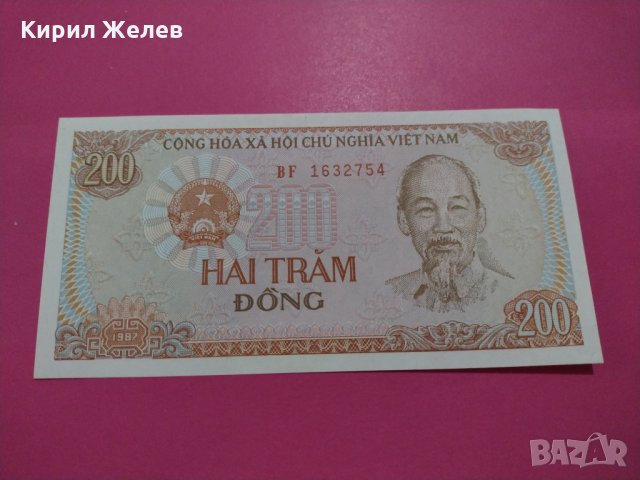 Кирил Желев
CỘNG HÒA XÃ HỘI CHỦ NGHĨA VIỆT NAM
200
BF 1632754
200
HAI TRĂM
ĐỒNG
1987
200
BAZAR